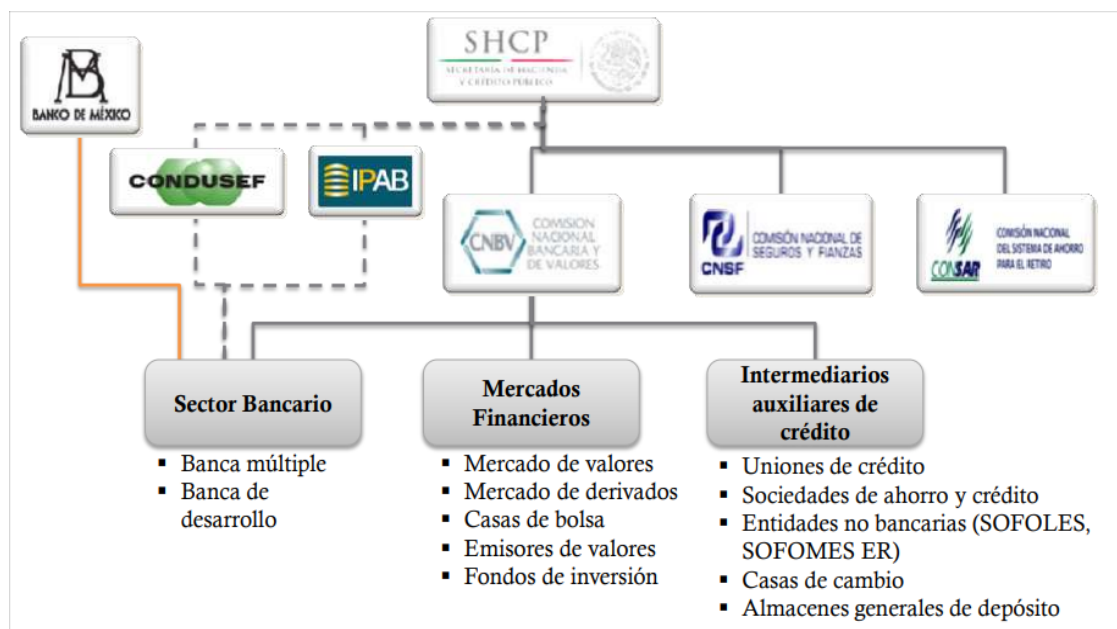 SHCP
SECRETARÍA DE HACIENDA
Y CRÉDITO PÚBLICO
BANCO DE MÉXICO
CONDUSEF
IPAB
CNBV
COMISION
NACIONAL
BANCARIA Y
DE VALORES
CNSF
COMISIÓN NACIONAL DE
SEGUROS Y FIANZAS
CONSAR
COMISIÓN NACIONAL
DEL SISTEMA DE AHORRO
PARA EL RETIRO
Sector Bancario
▪ Banca múltiple
▪ Banca de
desarrollo
Mercados
Financieros
▪ Mercado de valores
▪ Mercado de derivados
▪ Casas de bolsa
▪ Emisores de valores
▪ Fondos de inversión
Intermediarios
auxiliares de
crédito
▪ Uniones de crédito
▪ Sociedades de ahorro y crédito
▪ Entidades no bancarias (SOFOLES,
SOFOMES ER)
▪ Casas de cambio
▪ Almacenes generales de depósito